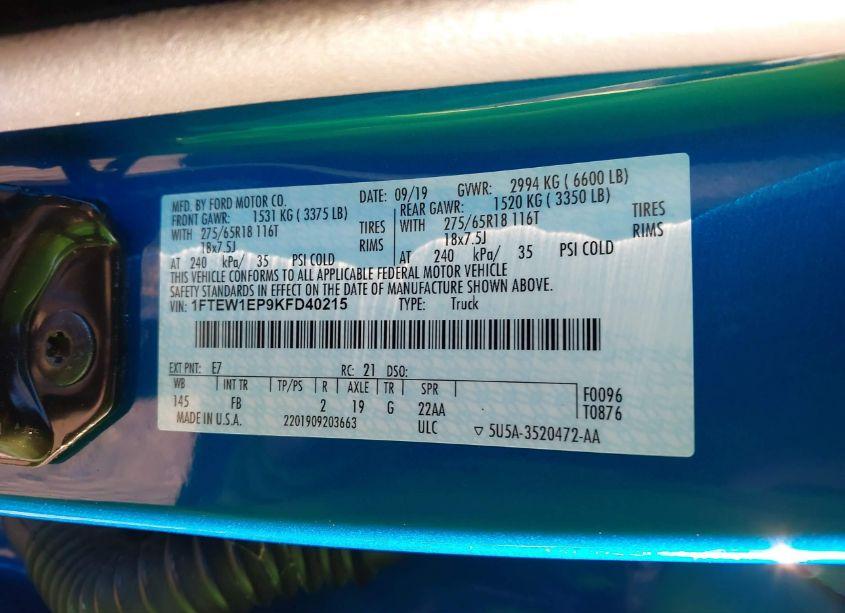 MFD. BY FORD MOTOR CO. DATE: 09/19 GVWR: 2994 KG ( 6600 LB)
FRONT GAWR: 1531 KG ( 3375 LB) REAR GAWR: 1520 KG ( 3350 LB)
WITH 275/65R18 116T TIRES WITH 275/65R18 116T TIRES
18x7.5J RIMS 18x7.5J RIMS
AT 240 kPa/ 35 PSI COLD AT 240 kPa/ 35 PSI COLD
THIS VEHICLE CONFORMS TO ALL APPLICABLE FEDERAL MOTOR VEHICLE
SAFETY STANDARDS IN EFFECT ON THE DATE OF MANUFACTURE SHOWN ABOVE.
VIN: 1FTEW1EP9KFD40215 TYPE: Truck
EXT PNT: E7 RC: 21 DSO:
WB INT TR TP/PS R AXLE TR SPR F0096
145 FB 2 19 G 22AA T0876
MADE IN U.S.A. 2201909203663 ULC ▽ 5U5A-3520472-AA